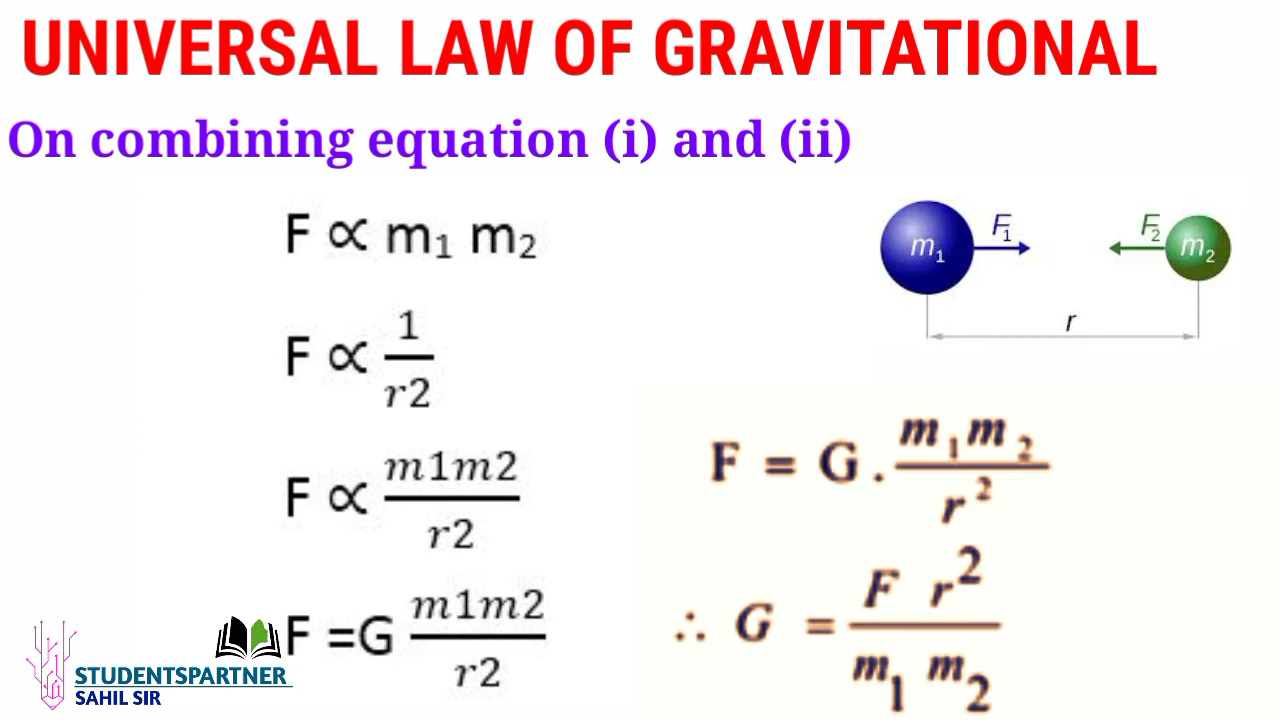 UNIVERSAL LAW OF GRAVITATIONAL
On combining equation (i) and (ii)
F ∝ m₁ m₂
F ∝ 1/r2
F ∝ m1m2/r2
F =G m1m2/r2
m₁ F₁ F₂ m₂
r
F = G . m₁m₂/r²
∴ G = F r²/m₁ m₂
STUDENTSPARTNER
SAHIL SIR